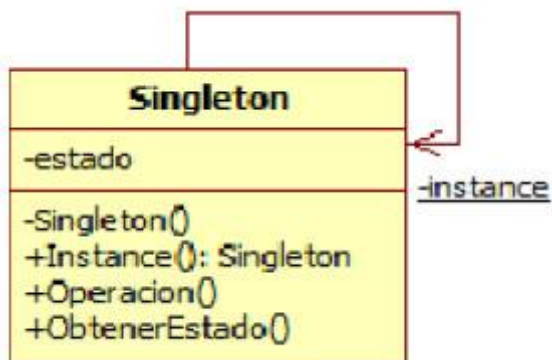 Singleton
-estado
-instance
-Singleton()
+Instance(): Singleton
+Operacion()
+ObtenerEstado()